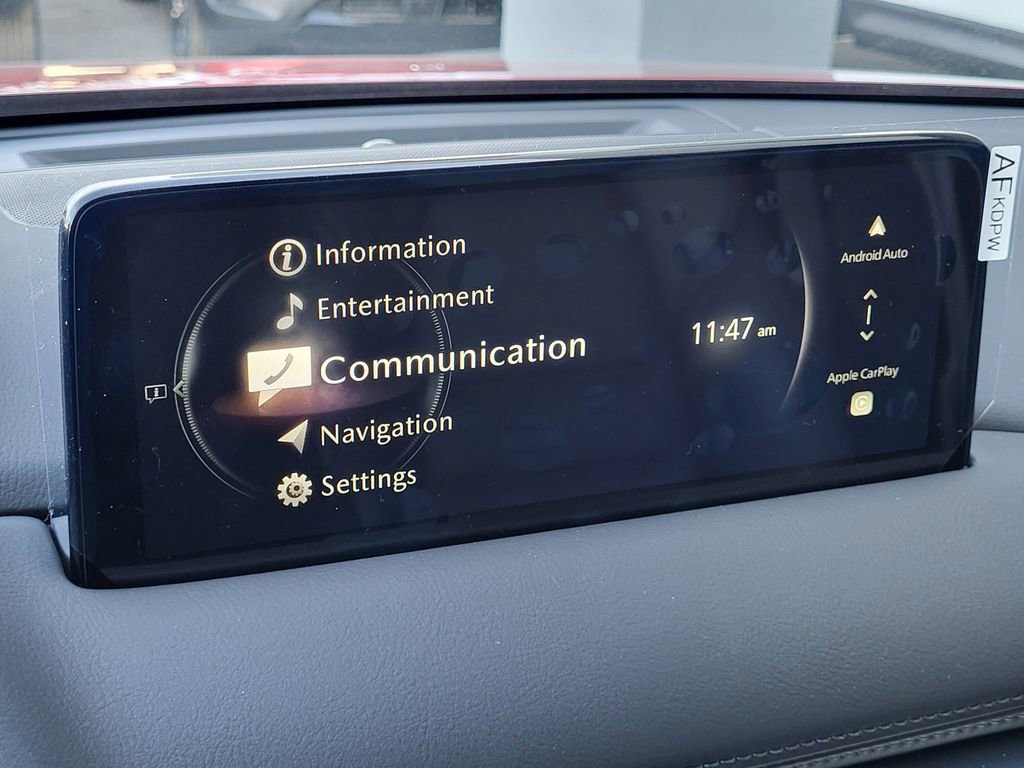 Information
Entertainment
Communication
Navigation
Settings
11:47 am
Android Auto
Apple CarPlay
AF KDPW